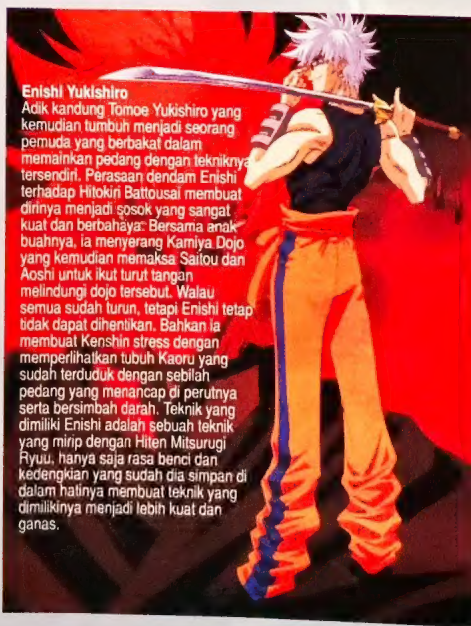 Enishi Yukishiro
Adik kandung Tomoe Yukishiro yang
kemudian tumbuh menjadi seorang
pemuda yang berbakat dalam
memainkan pedang dengan tekniknya
tersendiri. Perasaan dendam Enishi
terhadap Hitokiri Battousai membuat
dirinya menjadi sosok yang sangat
kuat dan berbahaya. Bersama anak
buahnya, ia menyerang Kamiya Dojo
yang kemudian memaksa Saitou dan
Aoshi untuk ikut turut tangan
melindungi dojo tersebut. Walau
semua sudah turun, tetapi Enishi tetap
tidak dapat dihentikan. Bahkan ia
membuat Kenshin stress dengan
memperlihatkan tubuh Kaoru yang
sudah terduduk dengan sebilah
pedang yang menancap di perutnya
serta bersimbah darah. Teknik yang
dimiliki Enishi adalah sebuah teknik
yang mirip dengan Hiten Mitsurugi
Ryuu, hanya saja rasa benci dan
kedengkian yang sudah dia simpan di
dalam hatinya membuat teknik yang
dimilikinya menjadi lebih kuat dan
ganas.